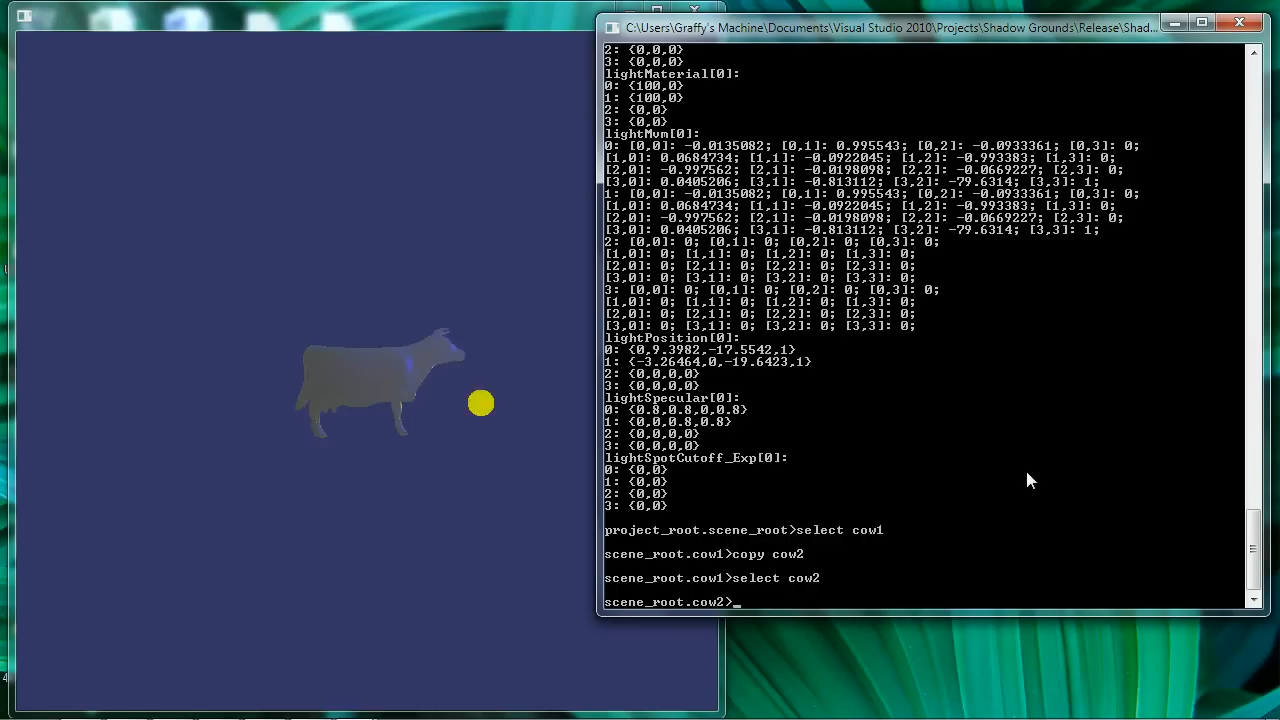 C:\Users\Graffy's Machine\Documents\Visual Studio 2010\Projects\Shadow Grounds\Release\Shad...
2: {0,0,0}
3: {0,0,0}
lightMaterial[0]:
0: {100,0}
1: {100,0}
2: {0,0}
3: {0,0}
lightMvm[0]:
0: [0,0]: -0.0135082; [0,1]: 0.995543; [0,2]: -0.0933361; [0,3]: 0;
[1,0]: 0.0684734; [1,1]: -0.0922045; [1,2]: -0.993383; [1,3]: 0;
[2,0]: -0.997562; [2,1]: -0.0198098; [2,2]: -0.0669227; [2,3]: 0;
[3,0]: 0.0405206; [3,1]: -0.813112; [3,2]: -79.6314; [3,3]: 1;
1: [0,0]: -0.0135082; [0,1]: 0.995543; [0,2]: -0.0933361; [0,3]: 0;
[1,0]: 0.0684734; [1,1]: -0.0922045; [1,2]: -0.993383; [1,3]: 0;
[2,0]: -0.997562; [2,1]: -0.0198098; [2,2]: -0.0669227; [2,3]: 0;
[3,0]: 0.0405206; [3,1]: -0.813112; [3,2]: -79.6314; [3,3]: 1;
2: [0,0]: 0; [0,1]: 0; [0,2]: 0; [0,3]: 0;
[1,0]: 0; [1,1]: 0; [1,2]: 0; [1,3]: 0;
[2,0]: 0; [2,1]: 0; [2,2]: 0; [2,3]: 0;
[3,0]: 0; [3,1]: 0; [3,2]: 0; [3,3]: 0;
3: [0,0]: 0; [0,1]: 0; [0,2]: 0; [0,3]: 0;
[1,0]: 0; [1,1]: 0; [1,2]: 0; [1,3]: 0;
[2,0]: 0; [2,1]: 0; [2,2]: 0; [2,3]: 0;
[3,0]: 0; [3,1]: 0; [3,2]: 0; [3,3]: 0;
lightPosition[0]:
0: {0,9.3982,-17.5542,1}
1: {-3.26464,0,-19.6423,1}
2: {0,0,0,0}
3: {0,0,0,0}
lightSpecular[0]:
0: {0.8,0.8,0,0.8}
1: {0,0,0.8,0.8}
2: {0,0,0,0}
3: {0,0,0,0}
lightSpotCutoff_Exp[0]:
0: {0,0}
1: {0,0}
2: {0,0}
3: {0,0}
project_root.scene_root>select cow1
scene_root.cow1>copy cow2
scene_root.cow1>select cow2
scene_root.cow2>_